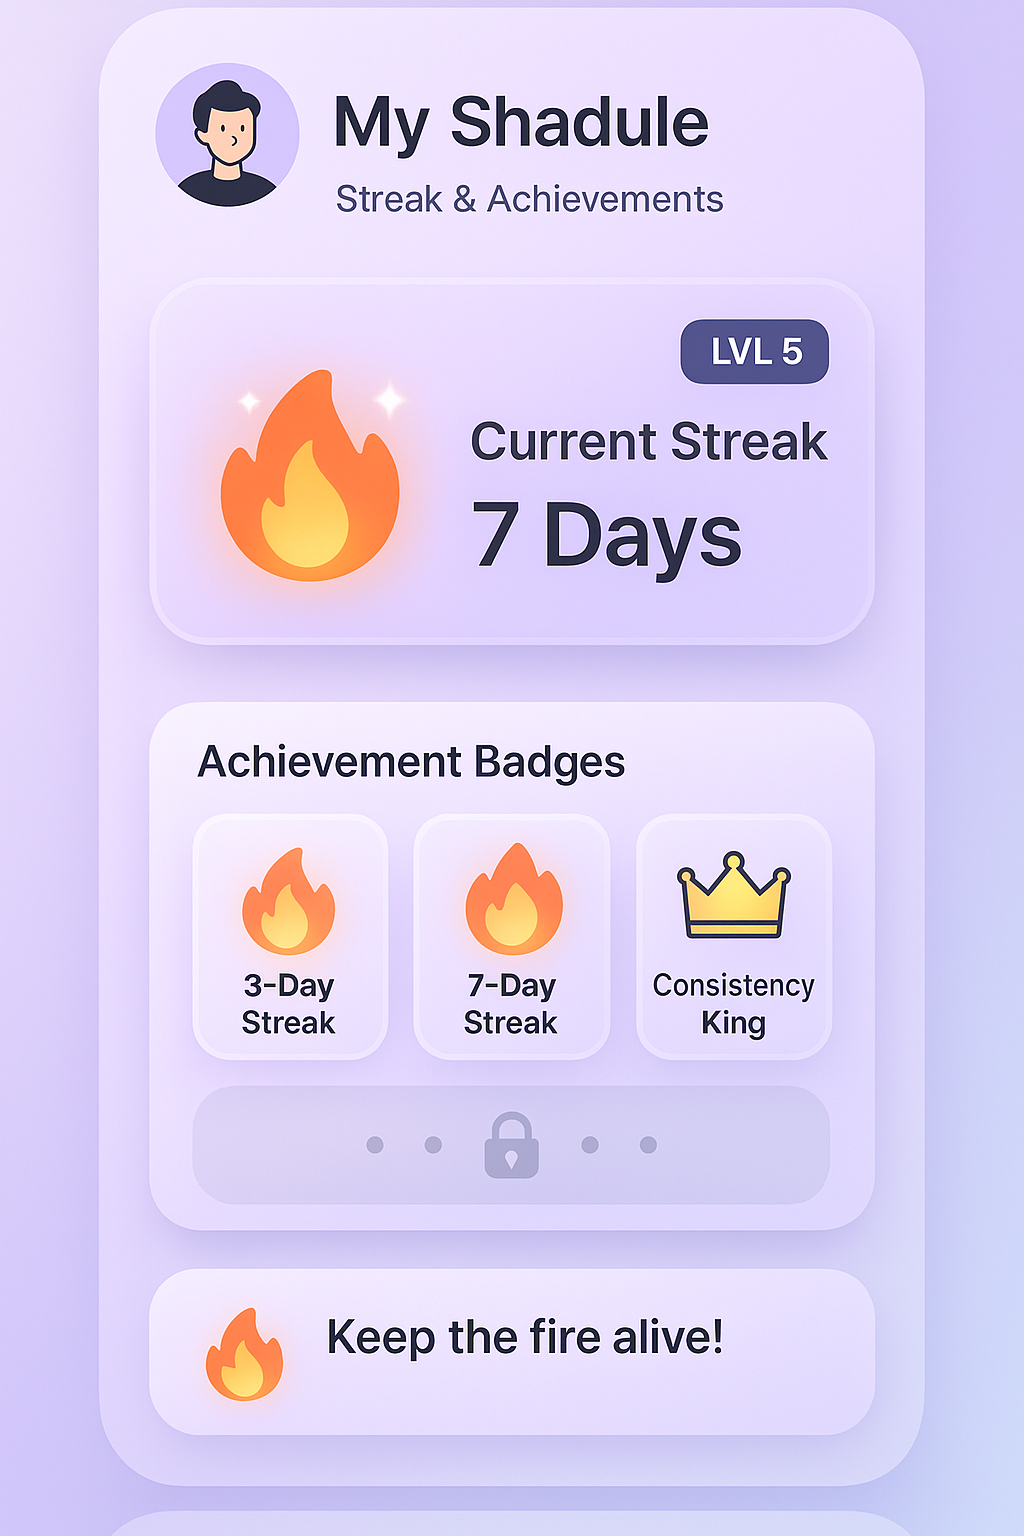 My Shadule
Streak & Achievements
LVL 5
Current Streak
7 Days
Achievement Badges
3-Day
Streak
7-Day
Streak
Consistency
King
Keep the fire alive!